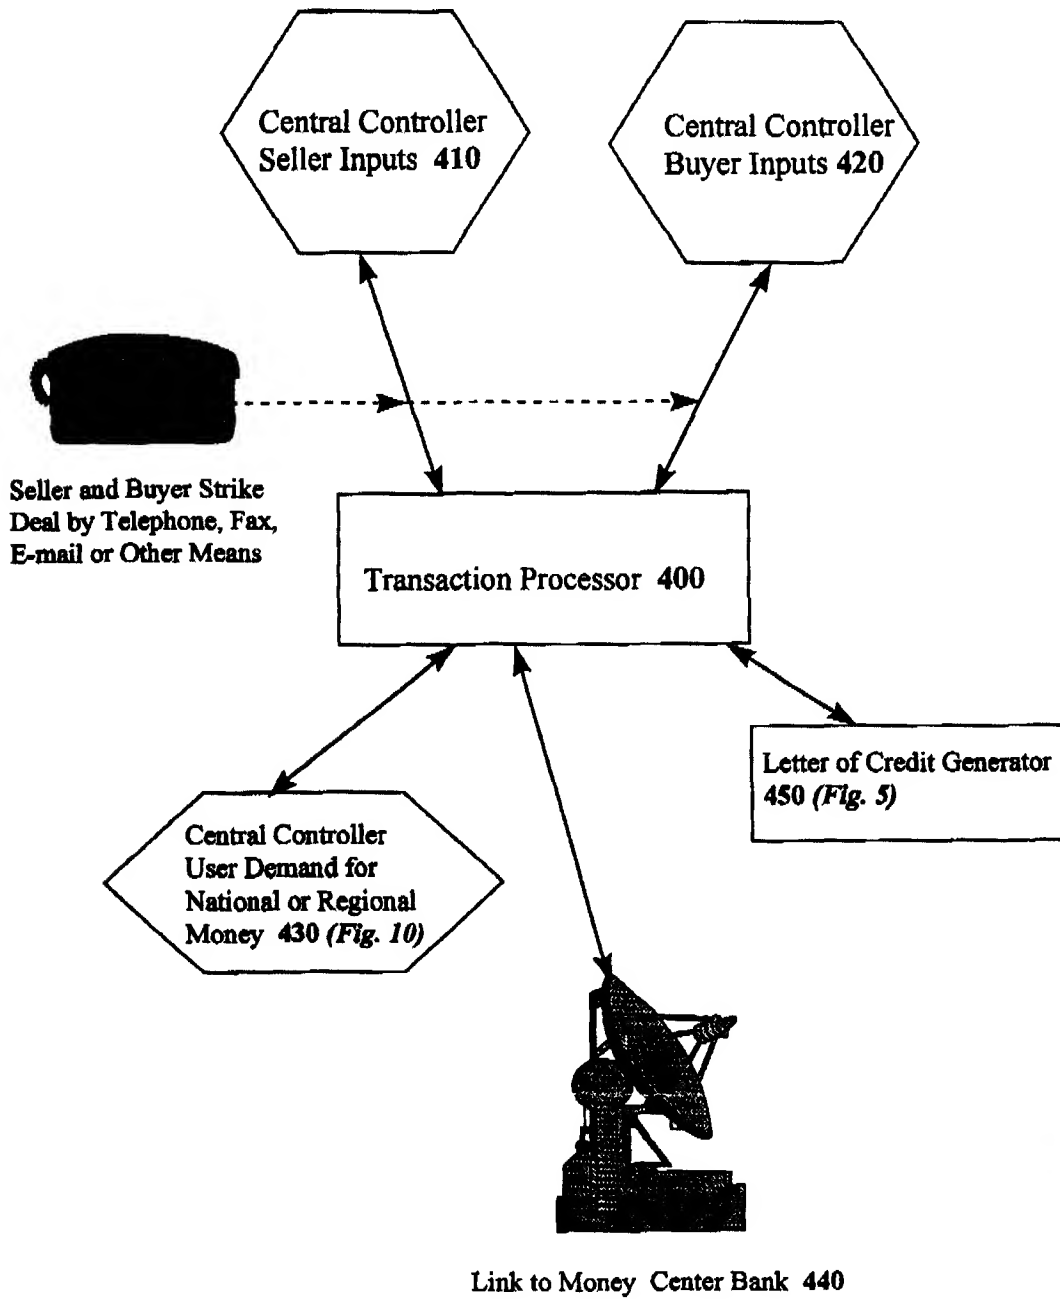 Central Controller
Seller Inputs 410
Central Controller
Buyer Inputs 420
Seller and Buyer Strike
Deal by Telephone, Fax,
E-mail or Other Means
Transaction Processor 400
Letter of Credit Generator
450 (Fig. 5)
Central Controller
User Demand for
National or Regional
Money 430 (Fig. 10)
Link to Money Center Bank 440